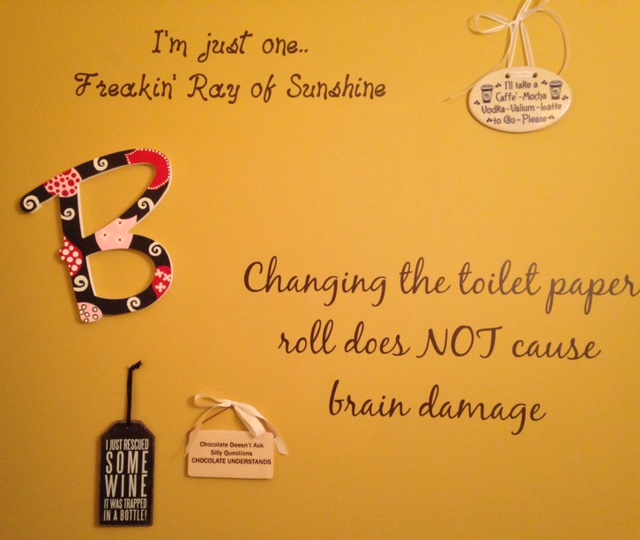 I'm just one..
Freakin' Ray of Sunshine
I'll take a
Caffe'-Mocha
Vodka-Valium-Latte
to Go-Please
B
Changing the toilet paper
roll does NOT cause
brain damage
I JUST RESCUED
SOME
WINE
IT WAS TRAPPED
IN A BOTTLE!
Chocolate Doesn't Ask
Silly Questions
CHOCOLATE UNDERSTANDS